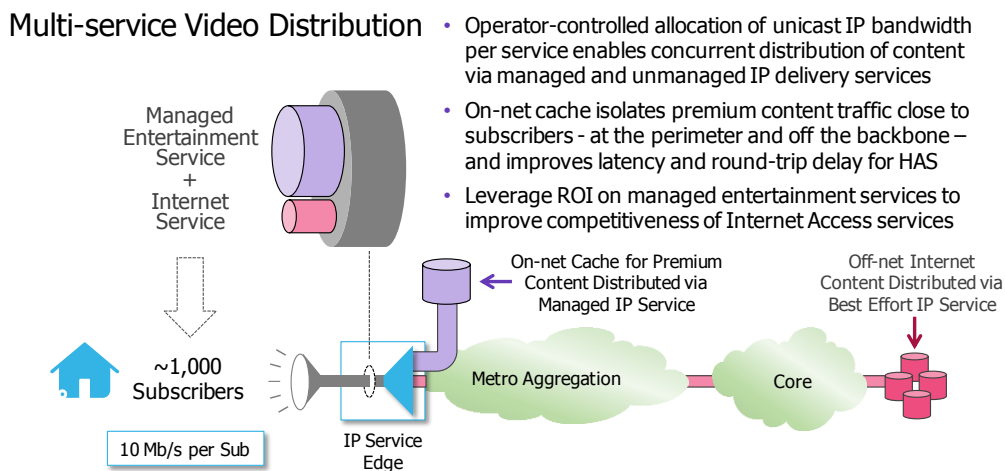 Multi-service Video Distribution
• Operator-controlled allocation of unicast IP bandwidth
per service enables concurrent distribution of content
via managed and unmanaged IP delivery services
• On-net cache isolates premium content traffic close to
subscribers - at the perimeter and off the backbone –
and improves latency and round-trip delay for HAS
• Leverage ROI on managed entertainment services to
improve competitiveness of Internet Access services
Managed
Entertainment
Service
+
Internet
Service
On-net Cache for Premium
Content Distributed via
Managed IP Service
Off-net Internet
Content Distributed via
Best Effort IP Service
~1,000
Subscribers
Metro Aggregation
Core
10 Mb/s per Sub
IP Service
Edge